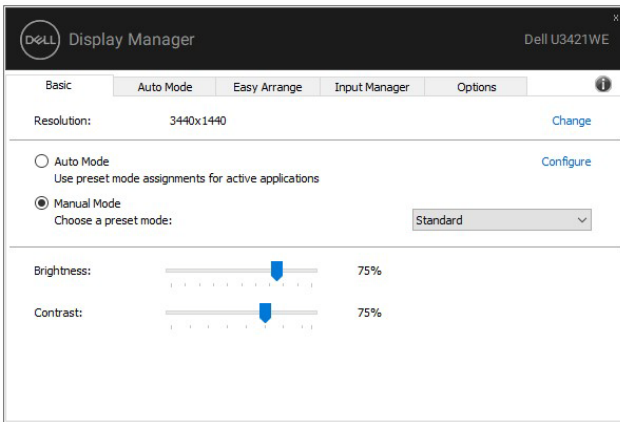 DELL Display Manager
Dell U3421WE
x
Basic
Auto Mode
Easy Arrange
Input Manager
Options
i
Resolution:
3440x1440
Change
Auto Mode
Configure
Use preset mode assignments for active applications
Manual Mode
Choose a preset mode:
Standard
Brightness:
75%
Contrast:
75%